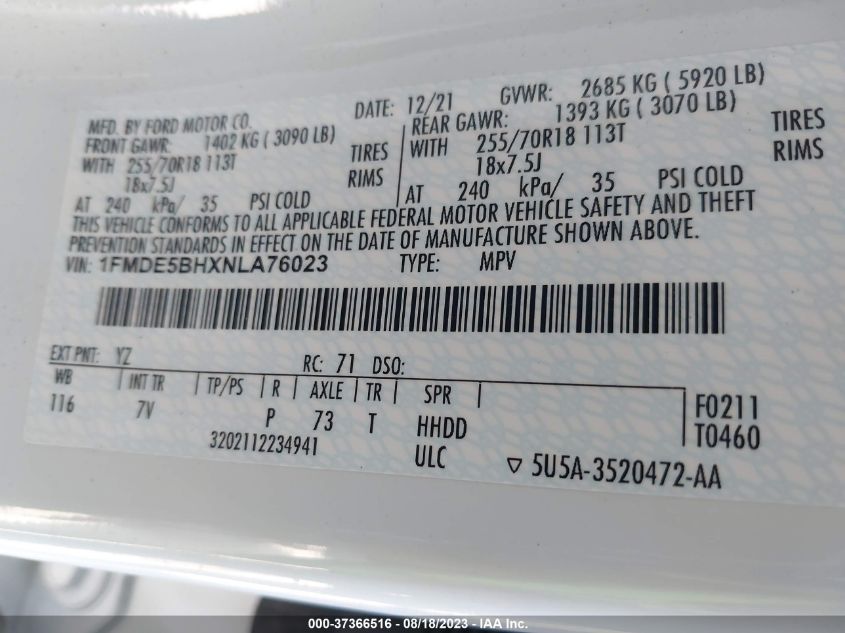 MFD. BY FORD MOTOR CO. DATE: 12/21 GVWR: 2685 KG ( 5920 LB)
FRONT GAWR: 1402 KG ( 3090 LB) REAR GAWR: 1393 KG ( 3070 LB)
WITH 255/70R18 113T TIRES WITH 255/70R18 113T TIRES
18x7.5J RIMS 18x7.5J RIMS
AT 240 kPa/ 35 PSI COLD AT 240 kPa/ 35 PSI COLD
THIS VEHICLE CONFORMS TO ALL APPLICABLE FEDERAL MOTOR VEHICLE SAFETY AND THEFT
PREVENTION STANDARDS IN EFFECT ON THE DATE OF MANUFACTURE SHOWN ABOVE.
VIN: 1FMDE5BHXNLA76023 TYPE: MPV
EXT PNT: YZ RC: 71 DSO:
WB | INT TR | TP/PS | R | AXLE | TR | SPR | F0211
116 7V P 73 T HHDD T0460
3202112234941 ULC ▽ 5U5A-3520472-AA
000-37366516 - 08/18/2023 - IAA Inc.